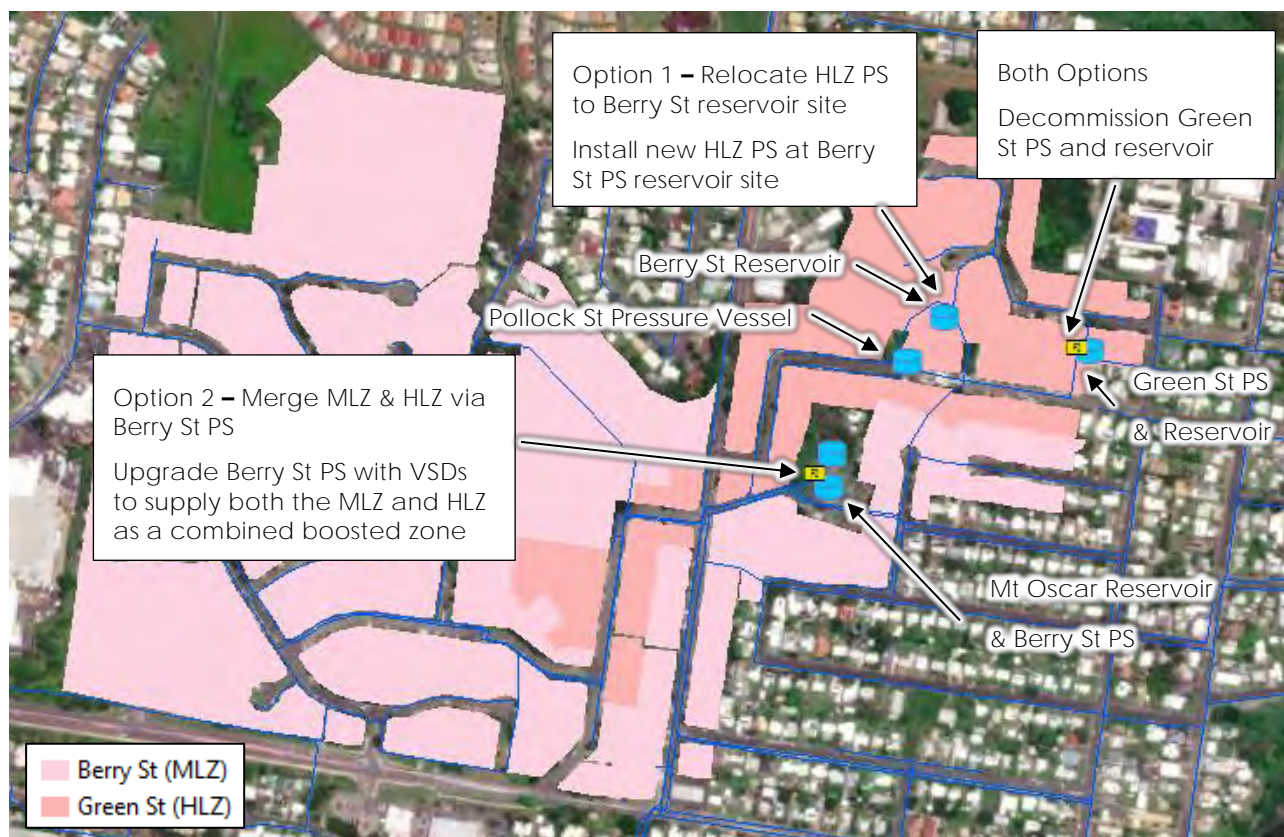 Option 1 – Relocate HLZ PS
to Berry St reservoir site
Install new HLZ PS at Berry
St PS reservoir site
Both Options
Decommission Green
St PS and reservoir
Berry St Reservoir
Pollock St Pressure Vessel
Green St PS
& Reservoir
Option 2 – Merge MLZ & HLZ via
Berry St PS
Upgrade Berry St PS with VSDs
to supply both the MLZ and HLZ
as a combined boosted zone
PS
PS
Mt Oscar Reservoir
& Berry St PS
Berry St (MLZ)
Green St (HLZ)